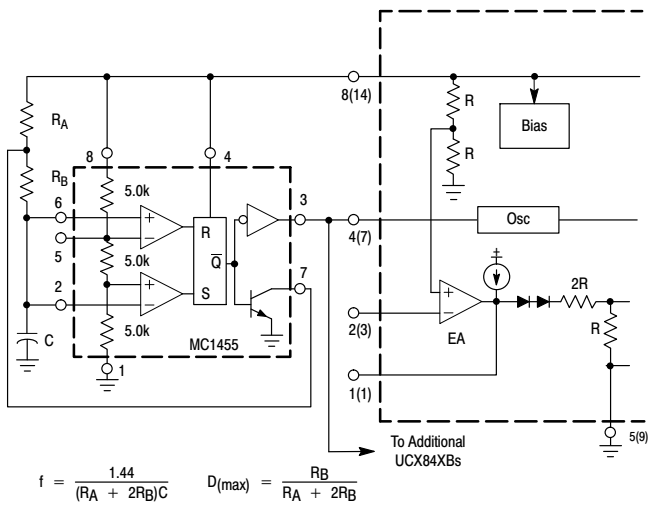 8(14)
R
Bias
R
RA
RB
8
4
6
5.0k
3
R
5
5.0k
Q
4(7)
Osc
7
2
S
2R
C
5.0k
2(3)
EA
R
MC1455
1
1(1)
5(9)
To Additional
UCX84XBs
f = 1.44 / (RA + 2RB)C
D(max) = RB / RA + 2RB
+
−
+
−
+
−